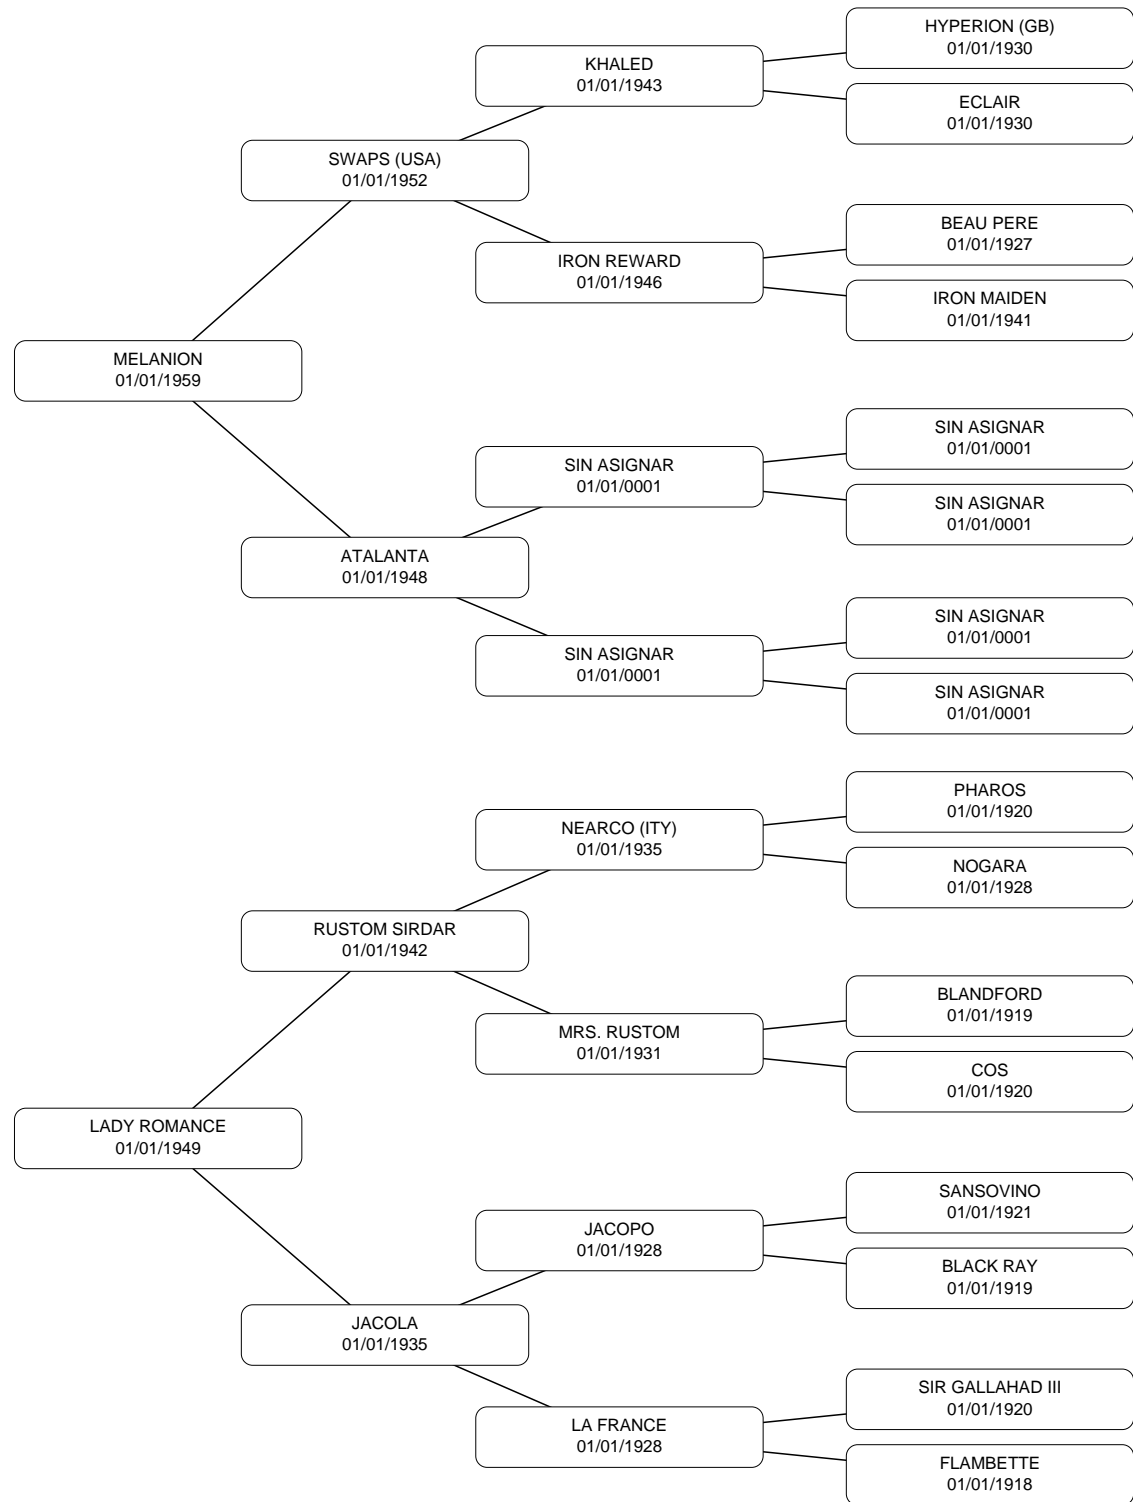 HYPERION (GB)
01/01/1930
KHALED
01/01/1943
ECLAIR
01/01/1930
SWAPS (USA)
01/01/1952
BEAU PERE
01/01/1927
IRON REWARD
01/01/1946
IRON MAIDEN
01/01/1941
MELANION
01/01/1959
SIN ASIGNAR
01/01/0001
SIN ASIGNAR
01/01/0001
SIN ASIGNAR
01/01/0001
ATALANTA
01/01/1948
SIN ASIGNAR
01/01/0001
SIN ASIGNAR
01/01/0001
SIN ASIGNAR
01/01/0001
PHAROS
01/01/1920
NEARCO (ITY)
01/01/1935
NOGARA
01/01/1928
RUSTOM SIRDAR
01/01/1942
BLANDFORD
01/01/1919
MRS. RUSTOM
01/01/1931
COS
01/01/1920
LADY ROMANCE
01/01/1949
SANSOVINO
01/01/1921
JACOPO
01/01/1928
BLACK RAY
01/01/1919
JACOLA
01/01/1935
SIR GALLAHAD III
01/01/1920
LA FRANCE
01/01/1928
FLAMBETTE
01/01/1918